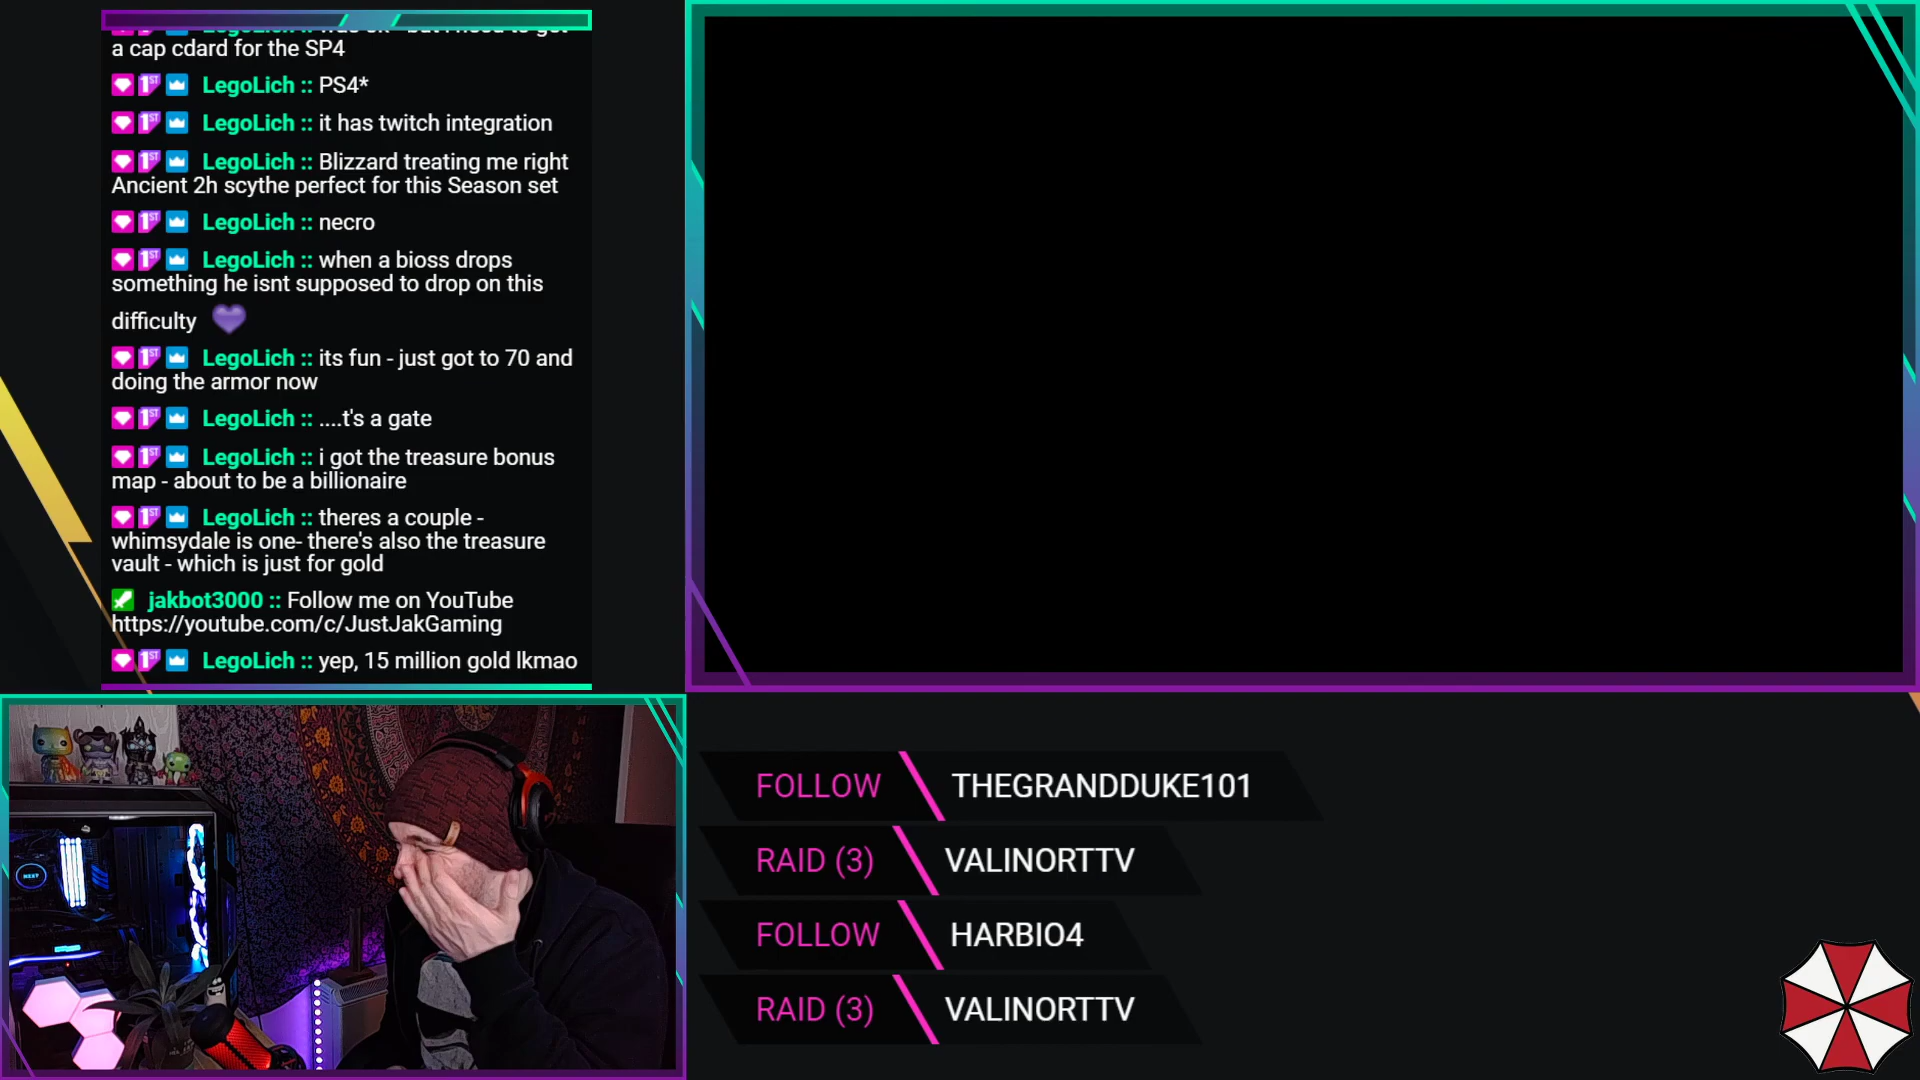 a cap cdard for the SP4
LegoLich :: PS4*
LegoLich :: it has twitch integration
LegoLich :: Blizzard treating me right
Ancient 2h scythe perfect for this Season set
LegoLich :: necro
LegoLich :: when a bioss drops
something he isnt supposed to drop on this
difficulty
LegoLich :: its fun - just got to 70 and
doing the armor now
LegoLich :: ....t's a gate
LegoLich :: i got the treasure bonus
map - about to be a billionaire
LegoLich :: theres a couple -
whimsydale is one- there's also the treasure
vault - which is just for gold
jakbot3000 :: Follow me on YouTube
https://youtube.com/c/JustJakGaming
LegoLich :: yep, 15 million gold lkmao
FOLLOW THEGRANDDUKE101
RAID (3) VALINORTTV
FOLLOW HARBIO4
RAID (3) VALINORTTV